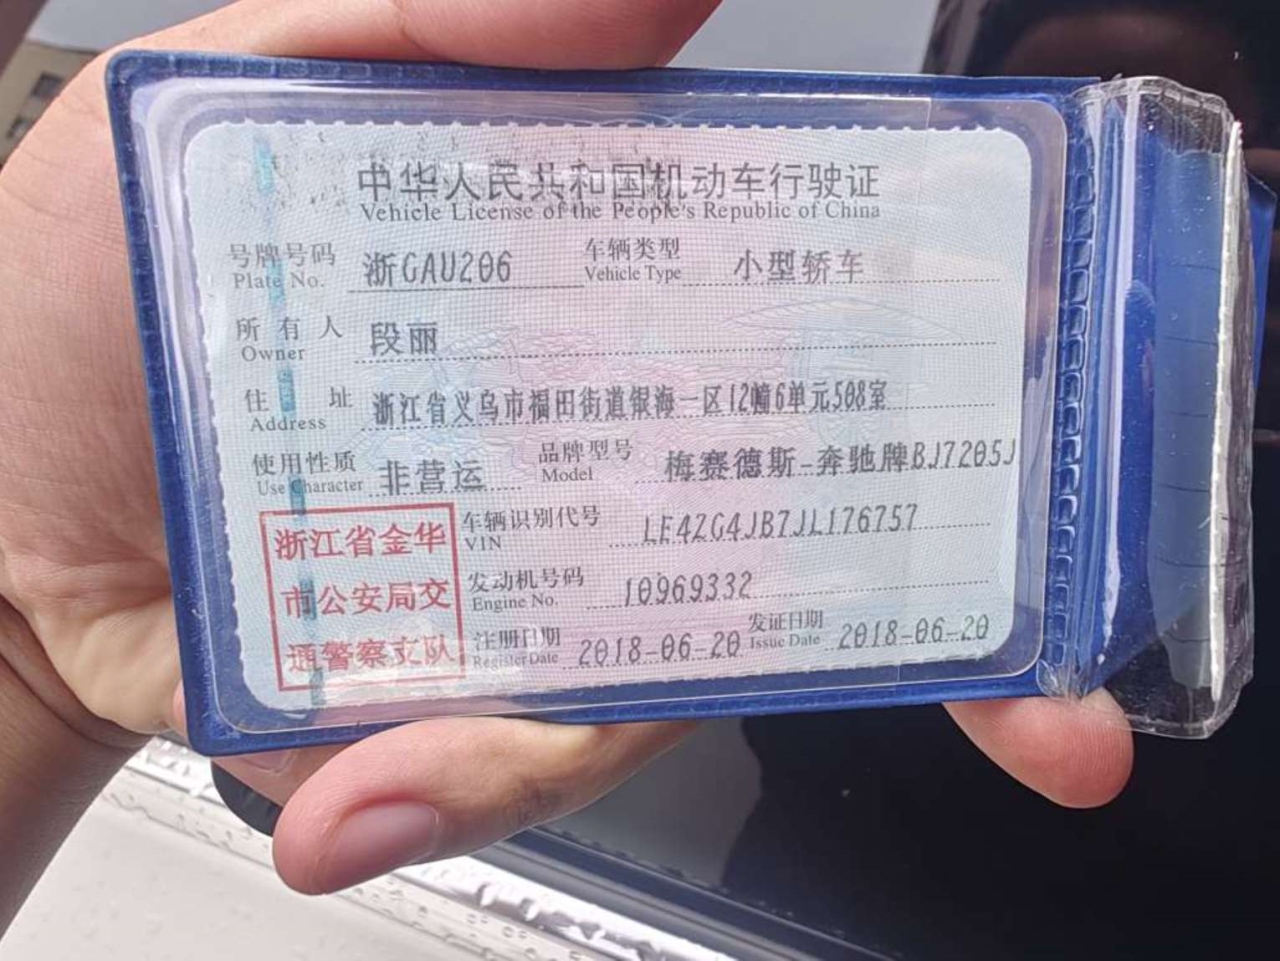 中华人民共和国机动车行驶证
Vehicle License of the People's Republic of China
号牌号码 浙GAU206 车辆类型 小型轿车
Plate No. Vehicle Type
所有人 段丽
Owner
住址 浙江省义乌市福田街道银海一区12幢6单元508室
Address
使用性质 非营运 品牌型号 梅赛德斯-奔驰牌BJ7205J
Use Character Model
浙江省金华
市公安局交
通警察支队
车辆识别代号 LE4ZG4JB7JL176757
VIN
发动机号码 10969332
Engine No.
注册日期 2018-06-20 发证日期 2018-06-20
Register Date Issue Date